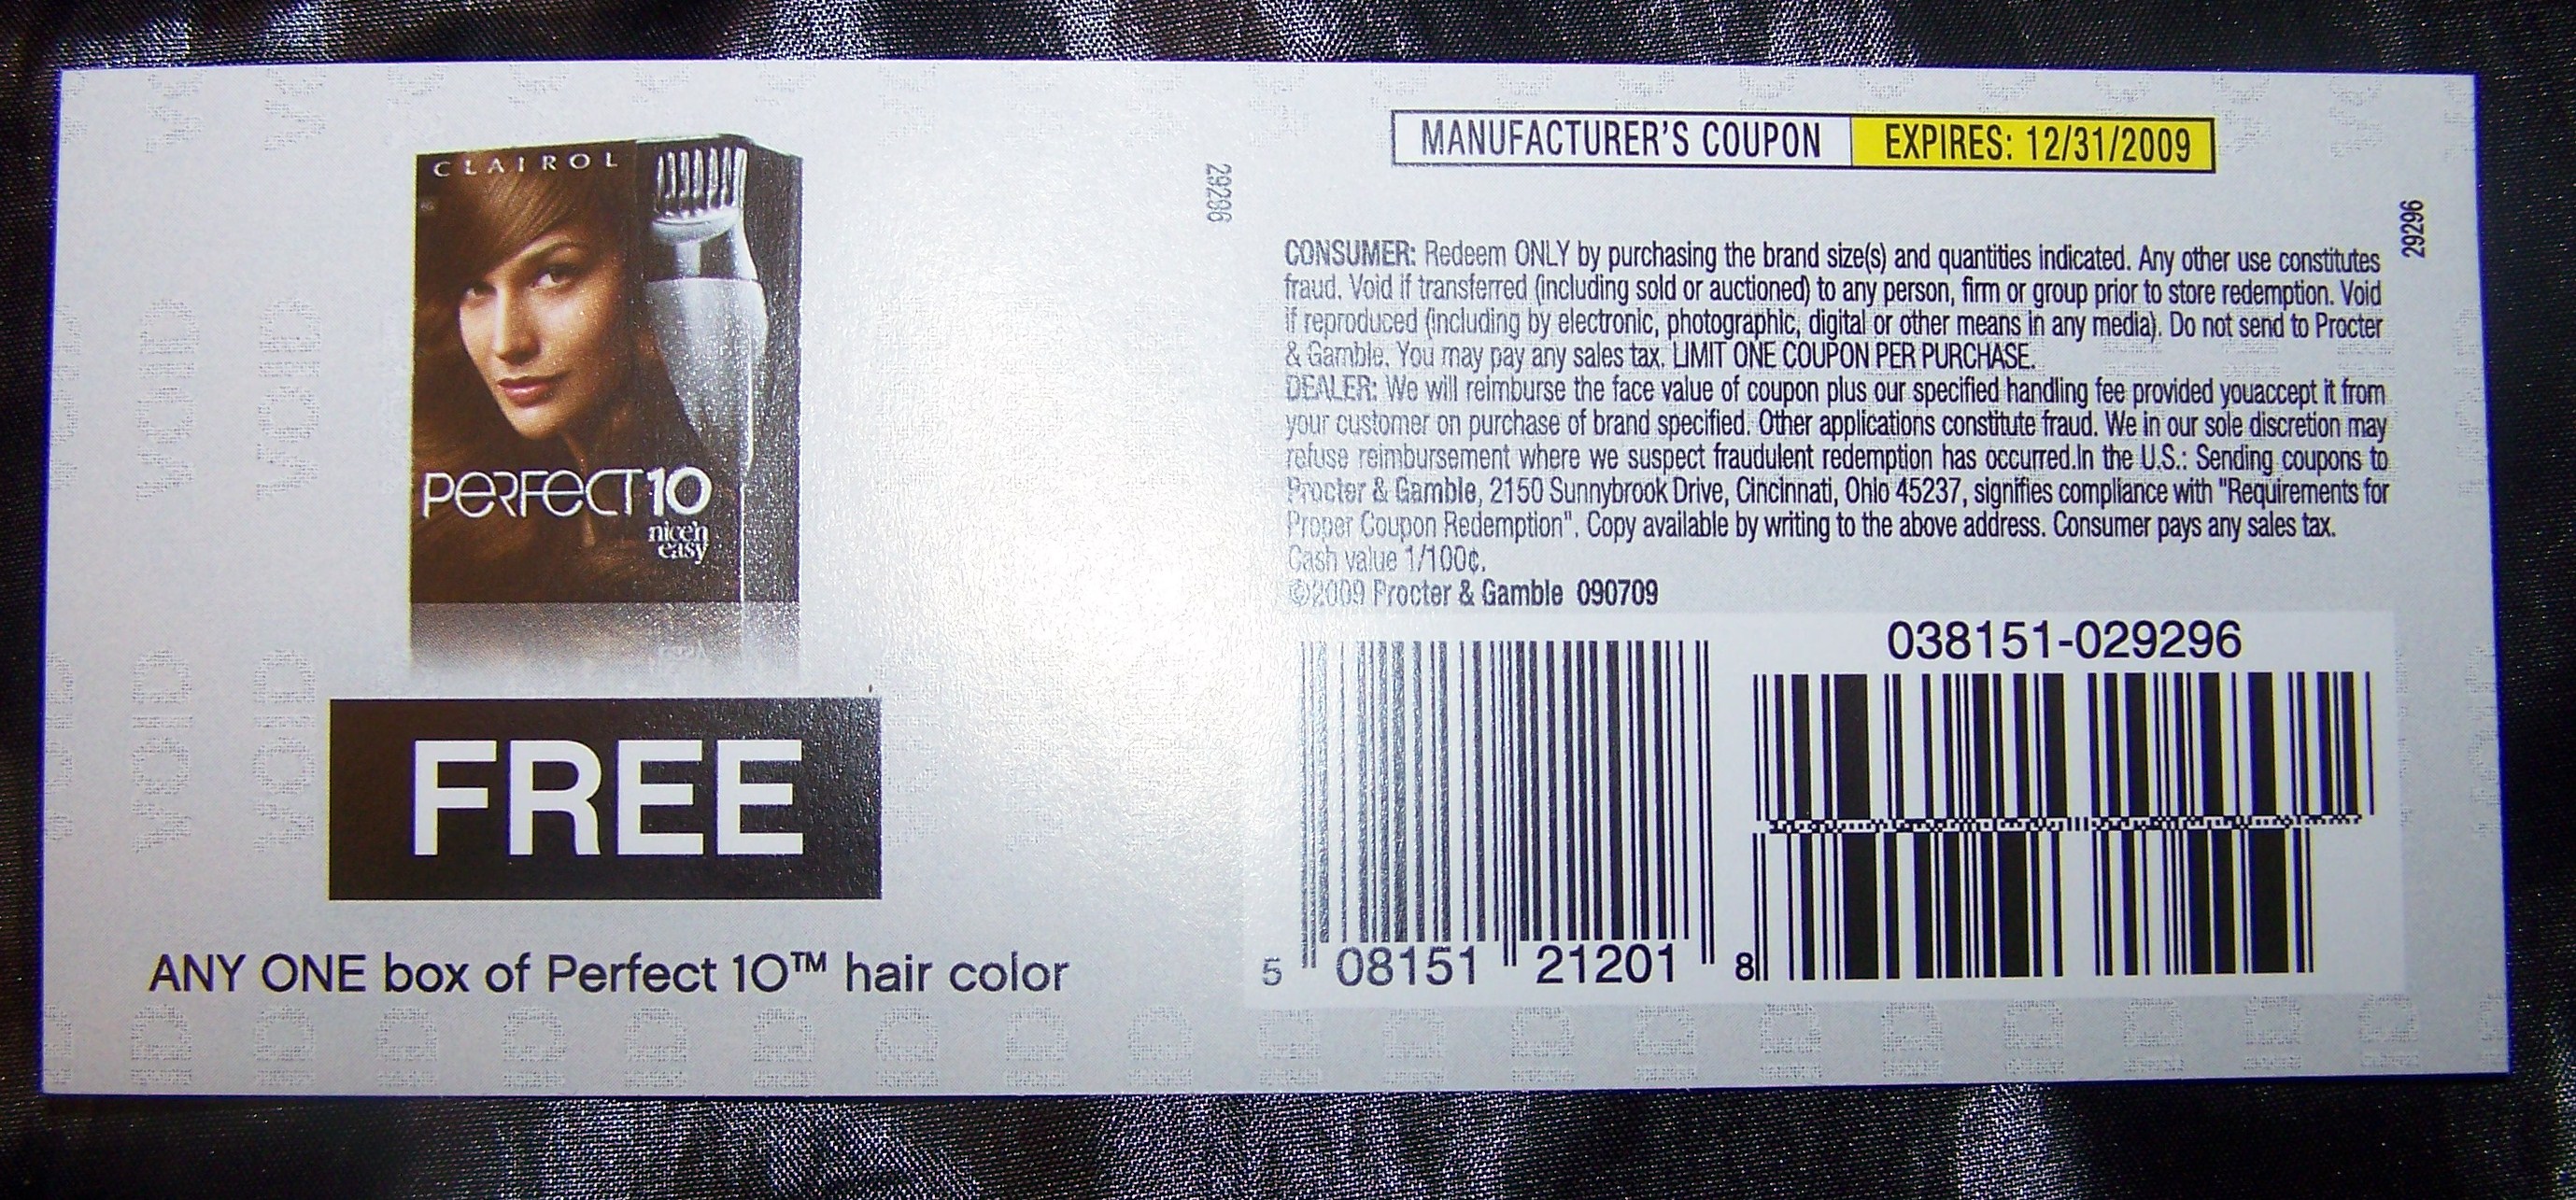 CLAIROL
PERFECT 10
nice'n
easy
FREE
ANY ONE box of Perfect 10™ hair color
29296
MANUFACTURER'S COUPON EXPIRES: 12/31/2009
29296
CONSUMER: Redeem ONLY by purchasing the brand size(s) and quantities indicated. Any other use constitutes
fraud. Void if transferred (including sold or auctioned) to any person, firm or group prior to store redemption. Void
if reproduced (including by electronic, photographic, digital or other means in any media). Do not send to Procter
& Gamble. You may pay any sales tax. LIMIT ONE COUPON PER PURCHASE.
DEALER: We will reimburse the face value of coupon plus our specified handling fee provided youaccept it from
your customer on purchase of brand specified. Other applications constitute fraud. We in our sole discretion may
refuse reimbursement where we suspect fraudulent redemption has occurred.In the U.S.: Sending coupons to
Procter & Gamble, 2150 Sunnybrook Drive, Cincinnati, Ohio 45237, signifies compliance with "Requirements for
Proper Coupon Redemption". Copy available by writing to the above address. Consumer pays any sales tax.
Cash value 1/100¢.
©2009 Procter & Gamble 090709
038151-029296
5 08151 21201 8
VOID VOID
VOID VOID